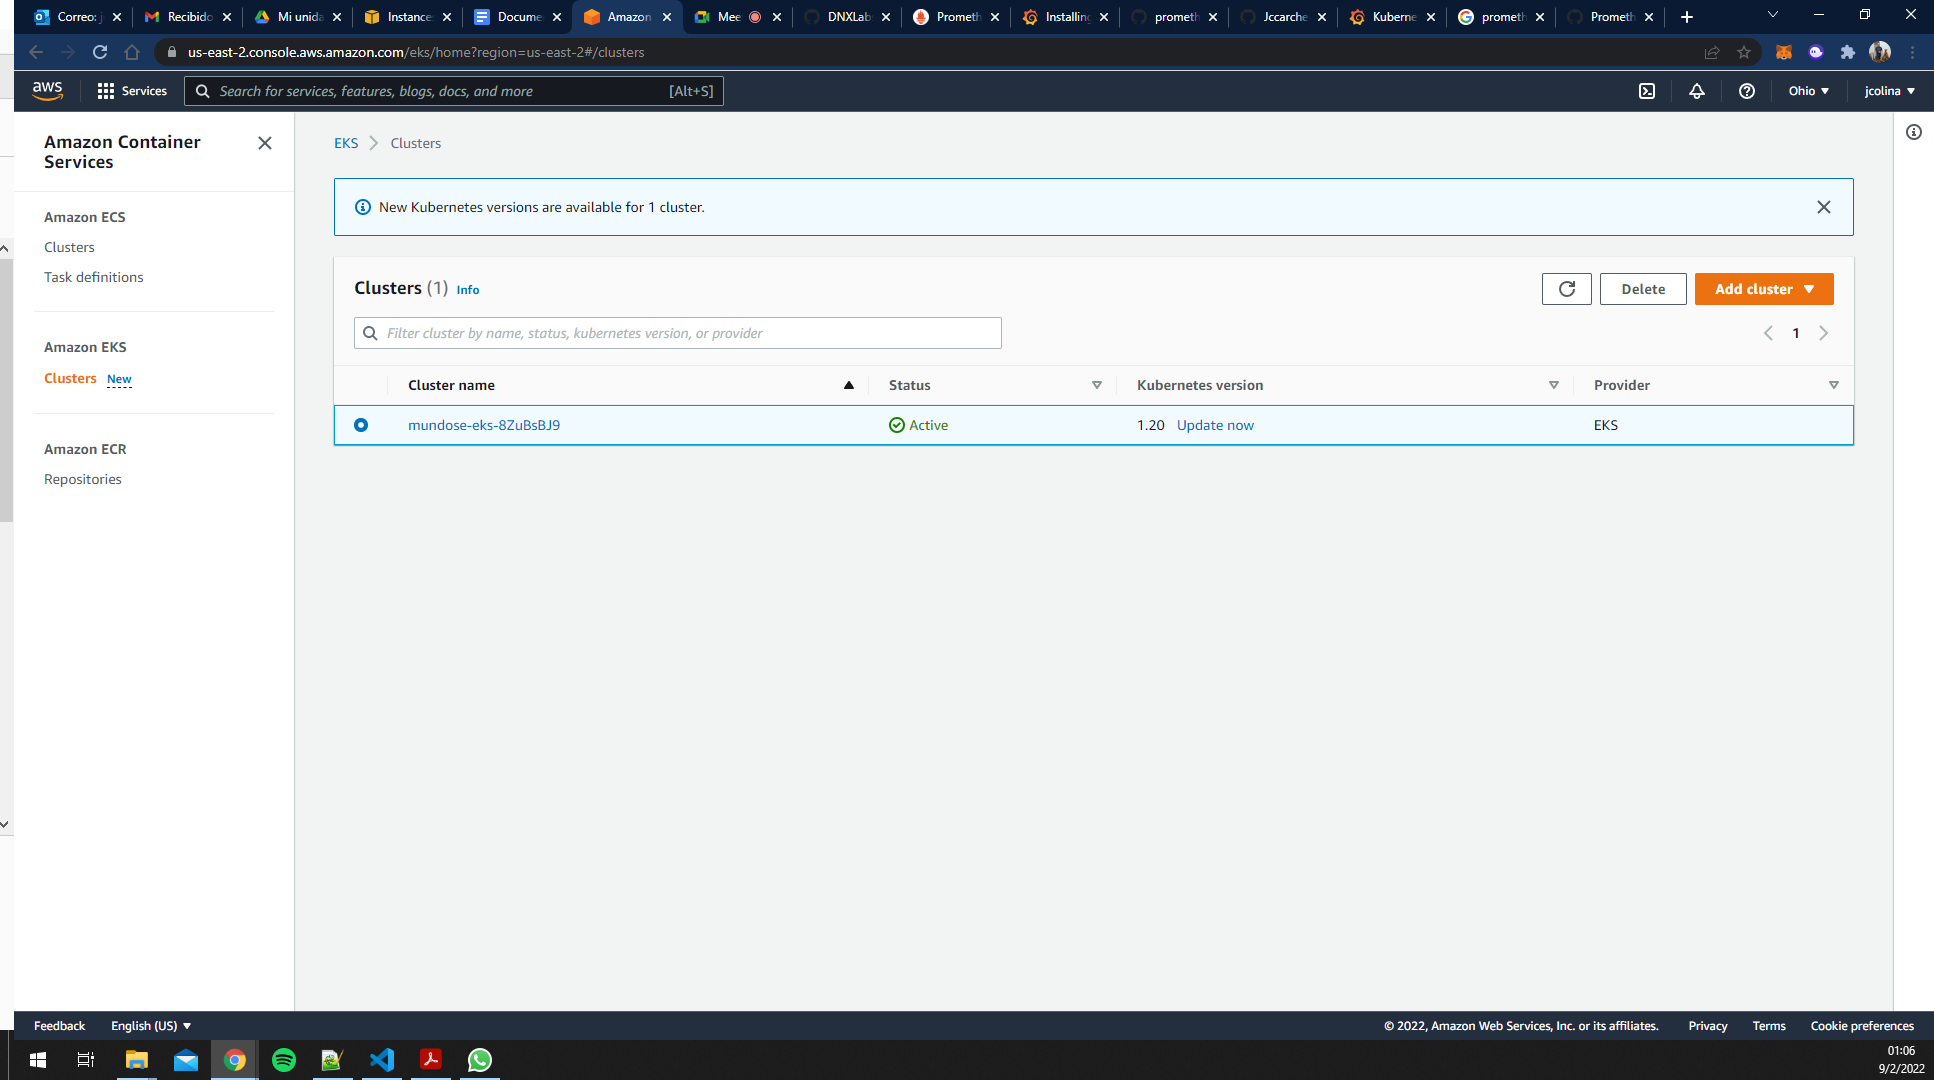 Correo: j
Recibido
Mi unida
Instance
Docume
Amazon
Mee
DNXLab
Prometh
Installing
prometh
Jccarche
Kuberne
prometh
Prometh
us-east-2.console.aws.amazon.com/eks/home?region=us-east-2#/clusters
aws
Services
Search for services, features, blogs, docs, and more
[Alt+S]
Ohio
jcolina
Amazon Container
Services
Amazon ECS
Clusters
Task definitions
Amazon EKS
Clusters New
Amazon ECR
Repositories
EKS
Clusters
New Kubernetes versions are available for 1 cluster.
Clusters (1) Info
Delete
Add cluster
Filter cluster by name, status, kubernetes version, or provider
1
Cluster name
Status
Kubernetes version
Provider
mundose-eks-8ZuBsBJ9
Active
1.20 Update now
EKS
Feedback
English (US)
© 2022, Amazon Web Services, Inc. or its affiliates.
Privacy
Terms
Cookie preferences
01:06
9/2/2022